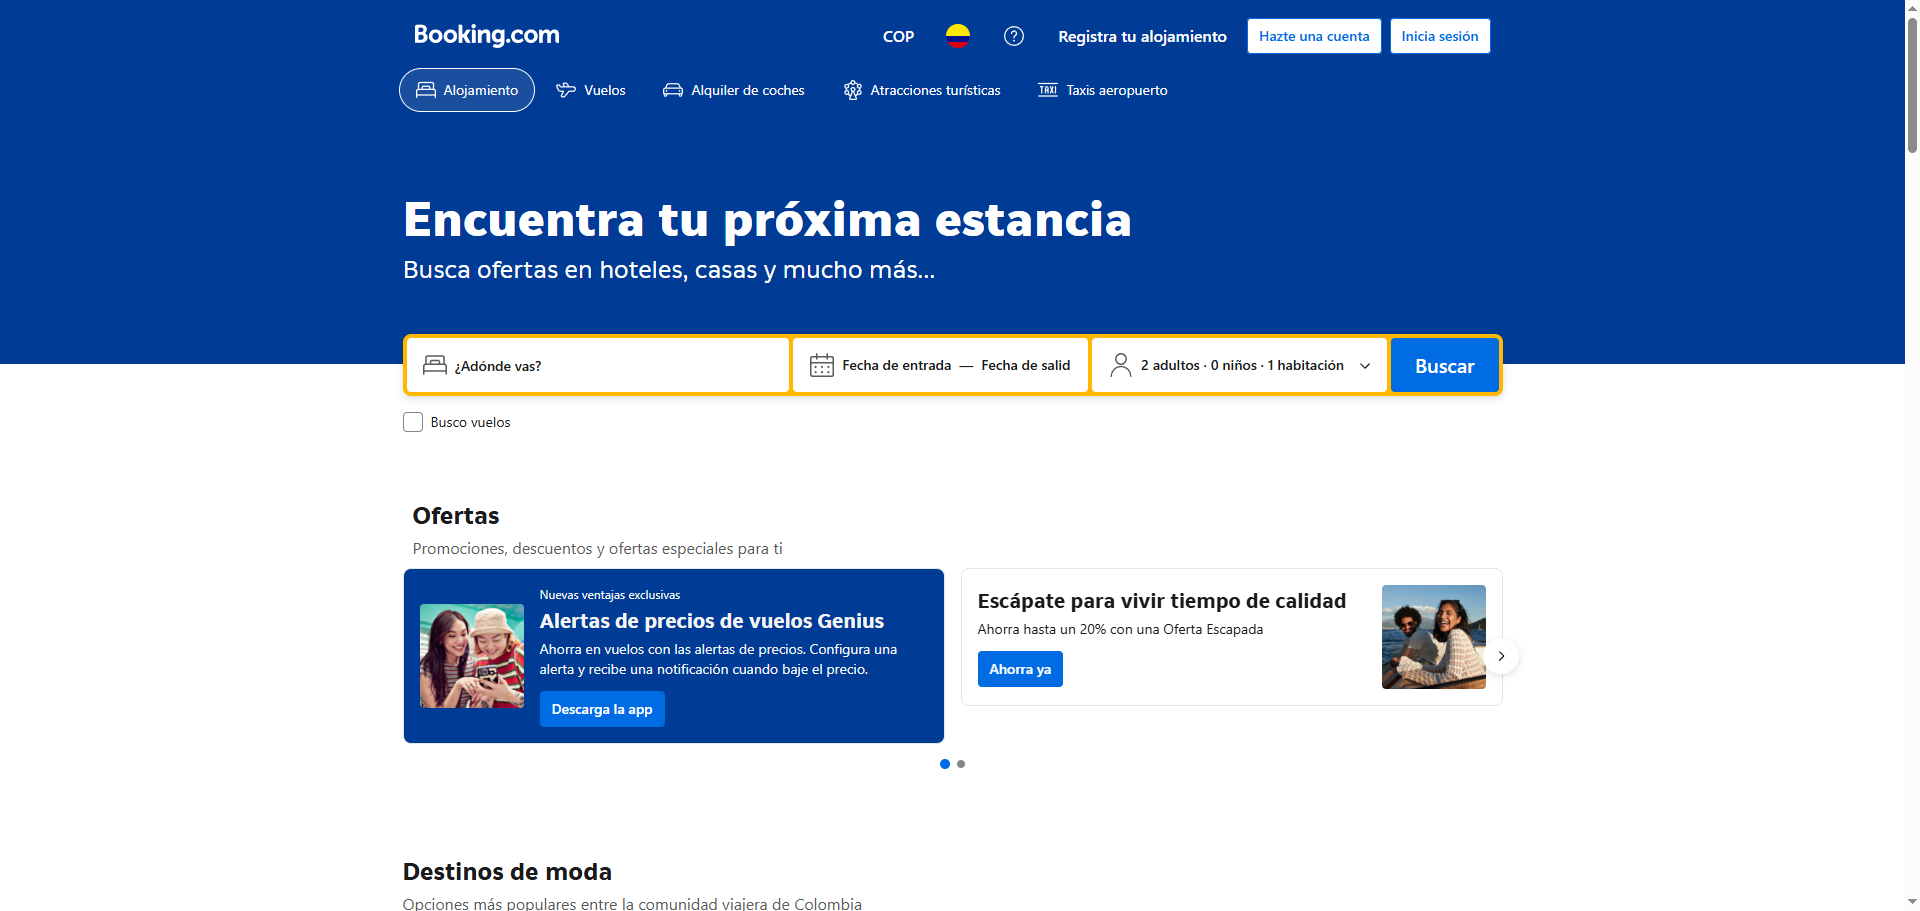 Booking.com
COP
Registra tu alojamiento
Hazte una cuenta
Inicia sesión
Alojamiento
Vuelos
Alquiler de coches
Atracciones turísticas
TAXI Taxis aeropuerto
Encuentra tu próxima estancia
Busca ofertas en hoteles, casas y mucho más...
¿Adónde vas?
Fecha de entrada — Fecha de salid
2 adultos · 0 niños · 1 habitación
Buscar
Busco vuelos
Ofertas
Promociones, descuentos y ofertas especiales para ti
Nuevas ventajas exclusivas
Alertas de precios de vuelos Genius
Ahorra en vuelos con las alertas de precios. Configura una
alerta y recibe una notificación cuando baje el precio.
Descarga la app
Escápate para vivir tiempo de calidad
Ahorra hasta un 20% con una Oferta Escapada
Ahorra ya
Destinos de moda
Opciones más populares entre la comunidad viajera de Colombia